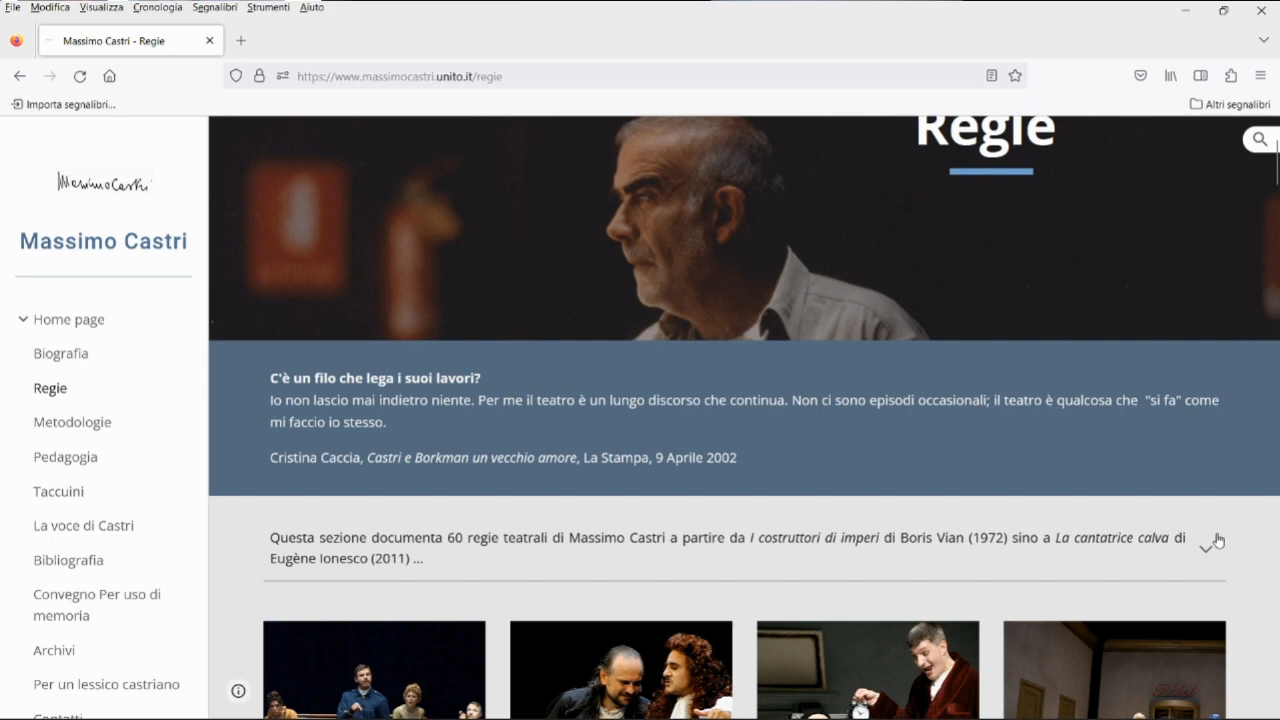 File Modifica Visualizza Cronologia Segnalibri Strumenti Aiuto
Massimo Castri - Regie
https://www.massimocastri.unito.it/regie
Importa segnalibri...
Altri segnalibri
Massimo Castri
Massimo Castri
Home page
Biografia
Regie
Metodologie
Pedagogia
Taccuini
La voce di Castri
Bibliografia
Convegno Per uso di
memoria
Archivi
Per un lessico castriano
Contatti
Regie
C'è un filo che lega i suoi lavori?
Io non lascio mai indietro niente. Per me il teatro è un lungo discorso che continua. Non ci sono episodi occasionali; il teatro è qualcosa che "si fa" come
mi faccio io stesso.
Cristina Caccia, Castri e Borkman un vecchio amore, La Stampa, 9 Aprile 2002
Questa sezione documenta 60 regie teatrali di Massimo Castri a partire da I costruttori di imperi di Boris Vian (1972) sino a La cantatrice calva di
Eugène Ionesco (2011) ...
Hotel